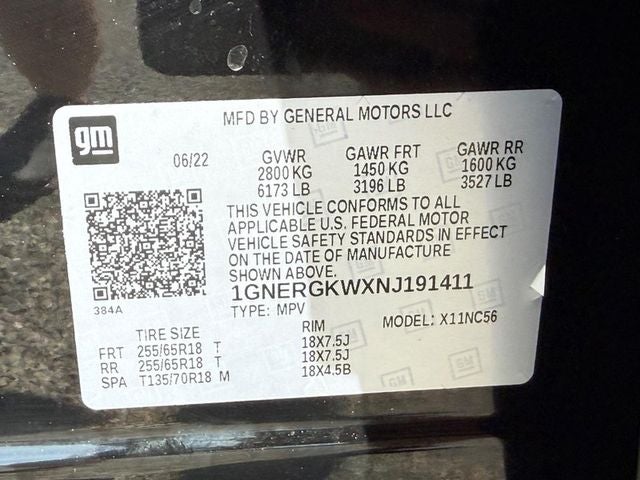 MFD BY GENERAL MOTORS LLC
gm
06/22 GVWR GAWR FRT GAWR RR
2800 KG 1450 KG 1600 KG
6173 LB 3196 LB 3527 LB
THIS VEHICLE CONFORMS TO ALL
APPLICABLE U.S. FEDERAL MOTOR
VEHICLE SAFETY STANDARDS IN EFFECT
ON THE DATE OF MANUFACTURE
SHOWN ABOVE.
1GNERGKWXNJ191411
384A TYPE: MPV MODEL: X11NC56
TIRE SIZE RIM
FRT 255/65R18 T 18X7.5J
RR 255/65R18 T 18X7.5J
SPA T135/70R18 M 18X4.5B